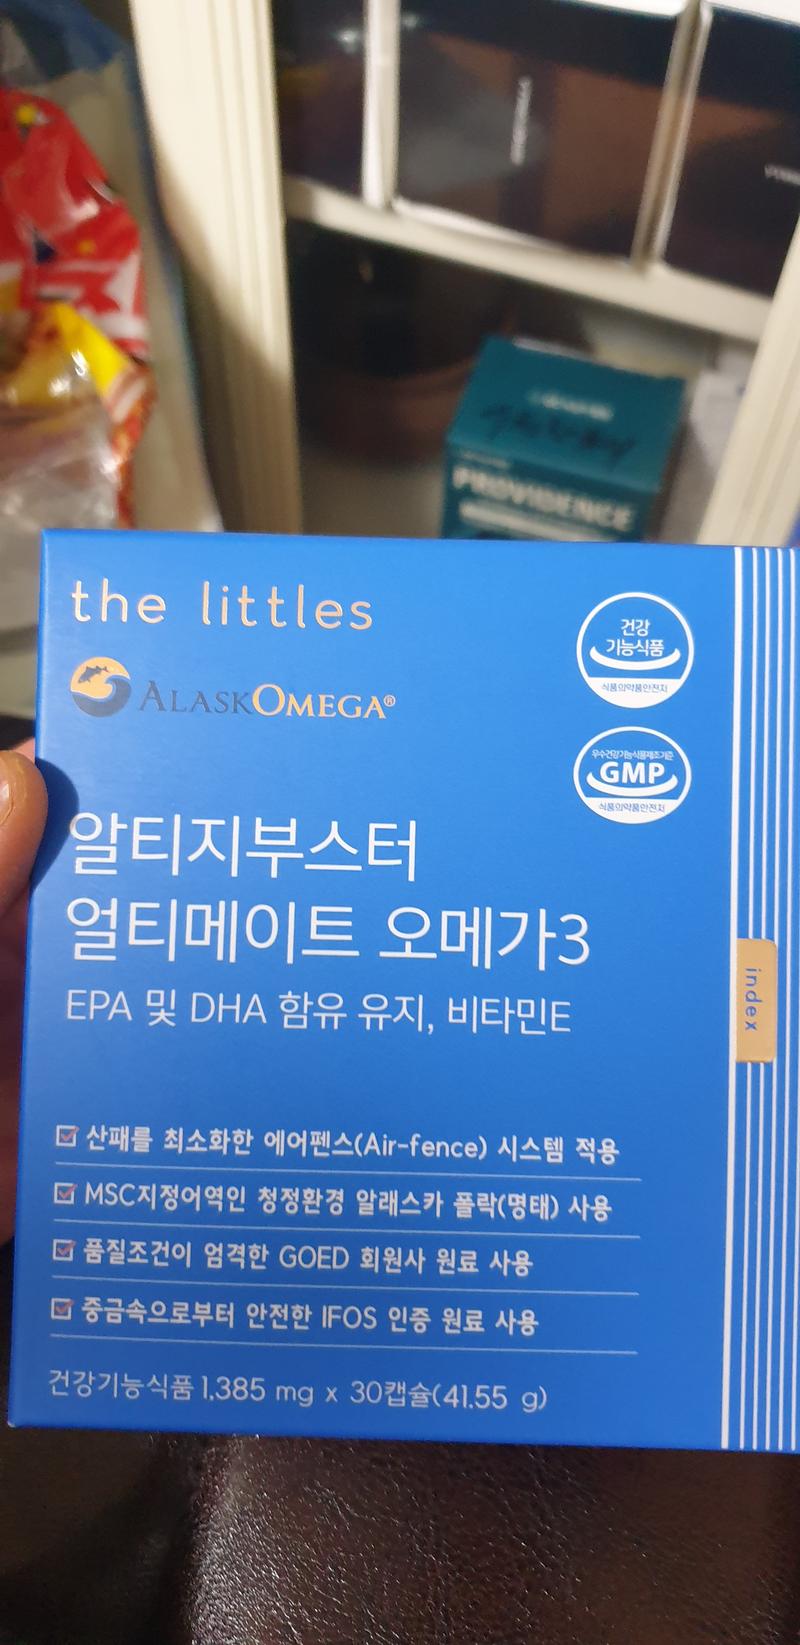 PROVIDENCE
the littles
ALASKOMEGA®
건강
기능식품
식품의약품안전처
우수건강기능식품제조기준
GMP
식품의약품안전처
알티지부스터
얼티메이트 오메가3
EPA 및 DHA 함유 유지, 비타민E
index
산패를 최소화한 에어펜스(Air-fence) 시스템 적용
MSC지정어역인 청정환경 알래스카 폴락(명태) 사용
품질조건이 엄격한 GOED 회원사 원료 사용
중금속으로부터 안전한 IFOS 인증 원료 사용
건강기능식품 1,385 mg x 30캡슐(41.55 g)